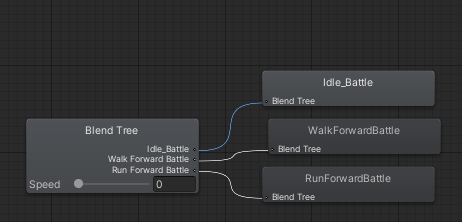 Idle_Battle
Blend Tree
Blend Tree
Idle_Battle
Walk Forward Battle
Run Forward Battle
Speed 0
WalkForwardBattle
Blend Tree
RunForwardBattle
Blend Tree